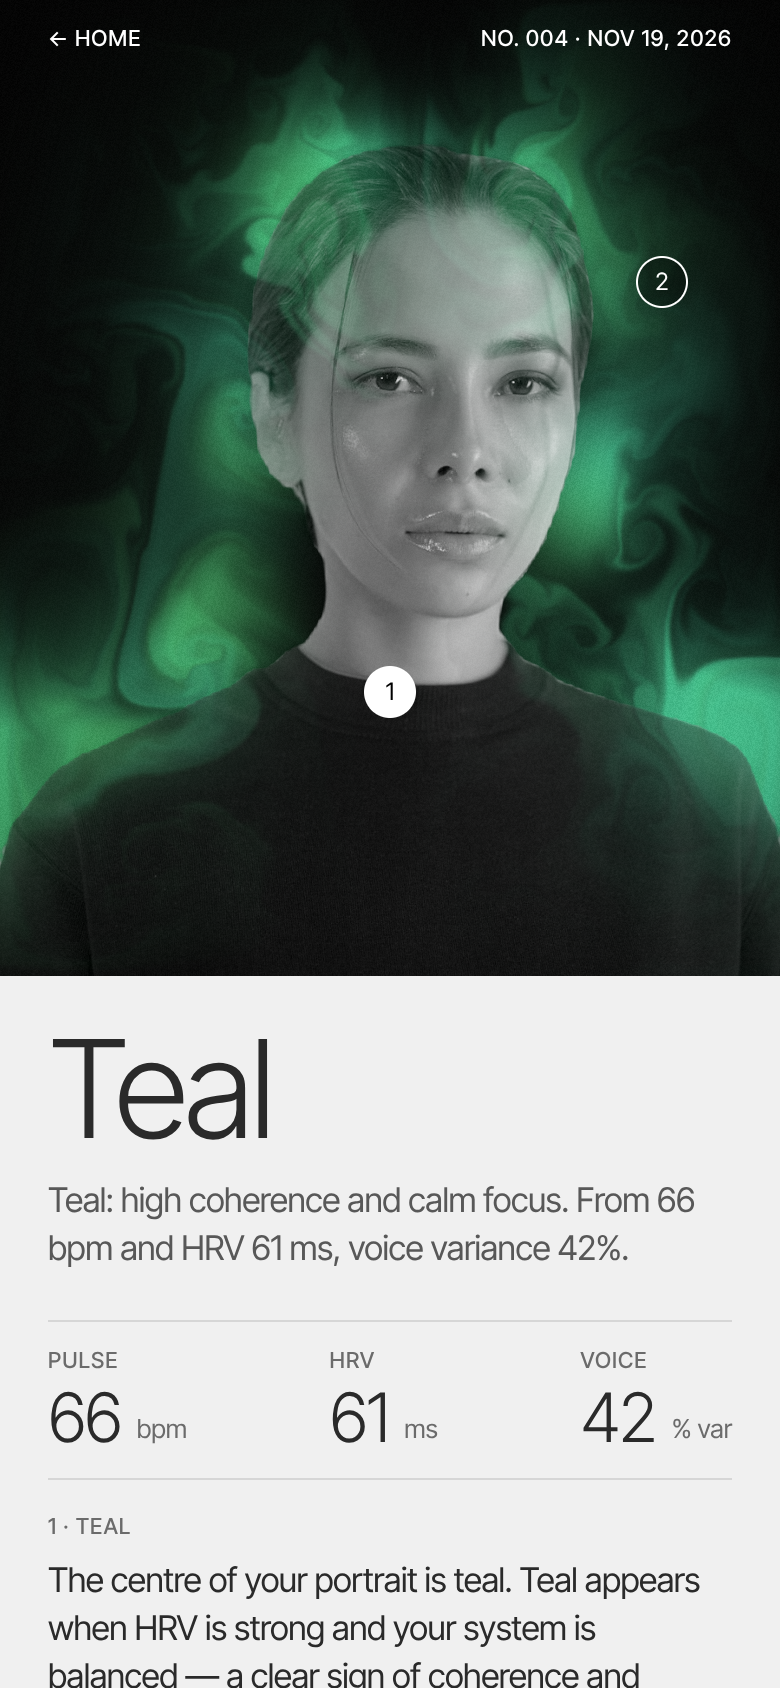 ← HOME
NO. 004 · NOV 19, 2026
2
1
Teal
Teal: high coherence and calm focus. From 66
bpm and HRV 61 ms, voice variance 42%.
PULSE
HRV
VOICE
66 bpm
61 ms
42 % var
1 · TEAL
The centre of your portrait is teal. Teal appears
when HRV is strong and your system is
balanced — a clear sign of coherence and